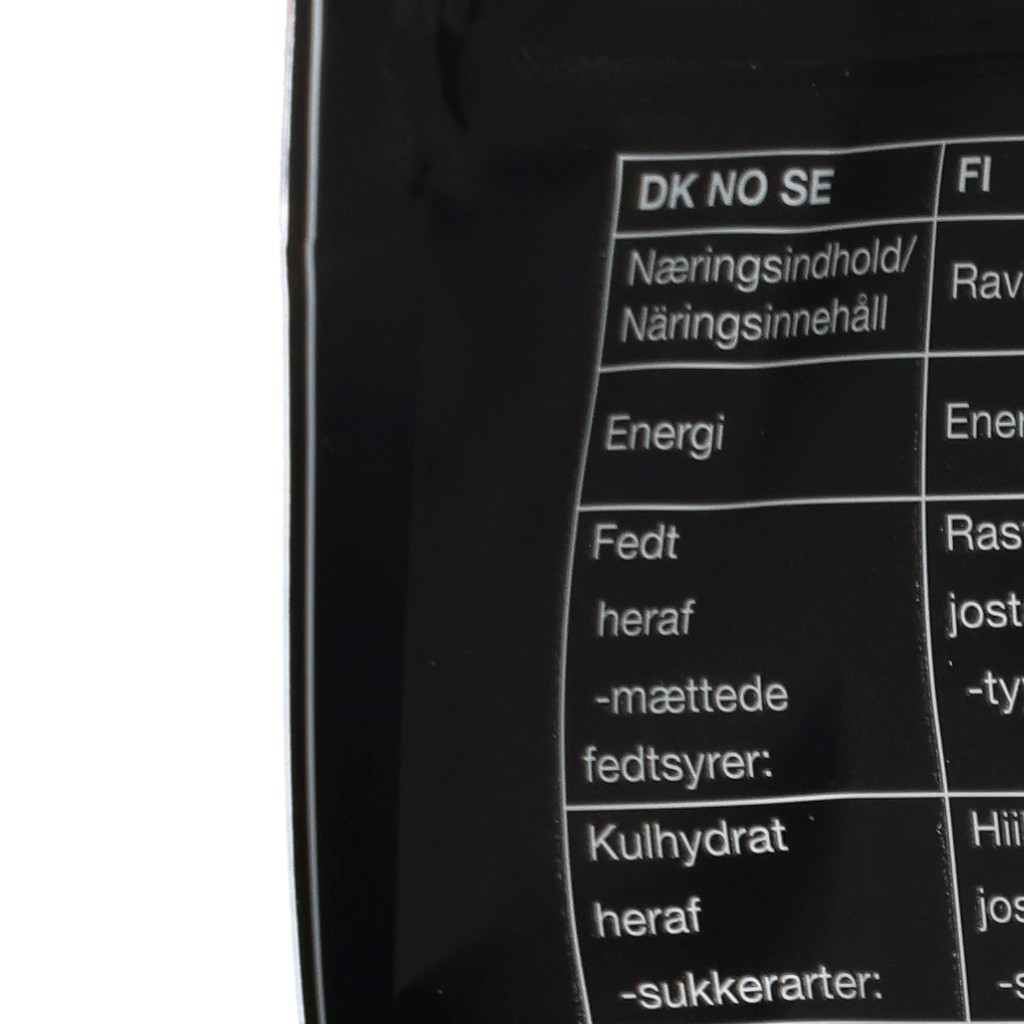 DK NO SE
FI
Næringsindhold/
Näringsinnehåll
Energi
Fedt
heraf
-mættede
fedtsyrer:
Kulhydrat
heraf
-sukkerarter: